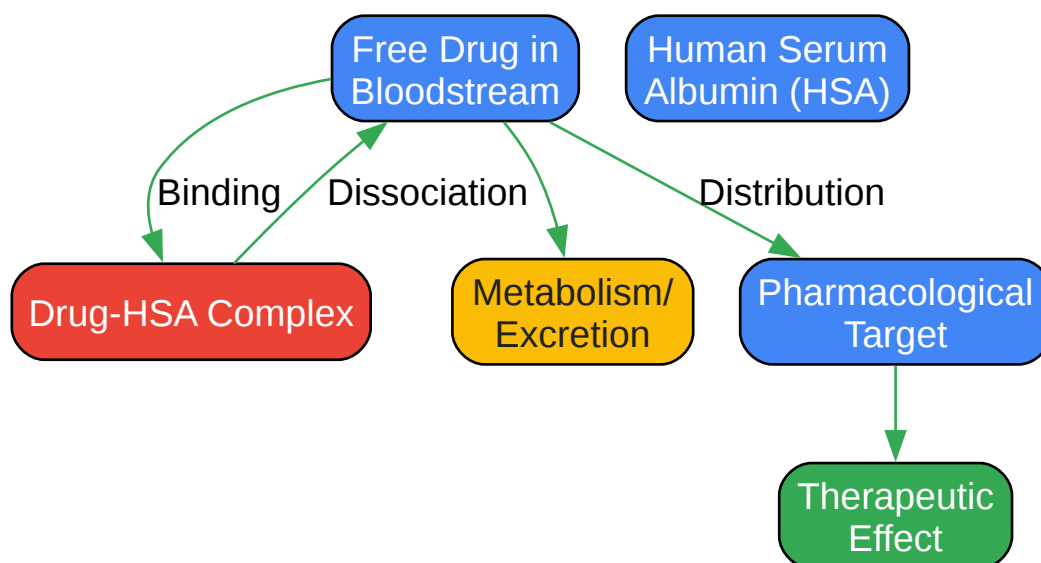 Free Drug in
Bloodstream
Human Serum
Albumin (HSA)
Binding
Dissociation
Distribution
Drug-HSA Complex
Metabolism/
Excretion
Pharmacological
Target
Therapeutic
Effect